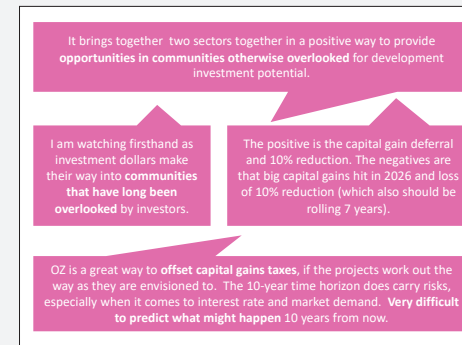 It brings together two sectors together in a positive way to provide
opportunities in communities otherwise overlooked for development
investment potential.
I am watching firsthand as
investment dollars make
their way into communities
that have long been
overlooked by investors.
The positive is the capital gain deferral
and 10% reduction. The negatives are
that big capital gains hit in 2026 and loss
of 10% reduction (which also should be
rolling 7 years).
OZ is a great way to offset capital gains taxes, if the projects work out the
way as they are envisioned to. The 10-year time horizon does carry risks,
especially when it comes to interest rate and market demand. Very difficult
to predict what might happen 10 years from now.